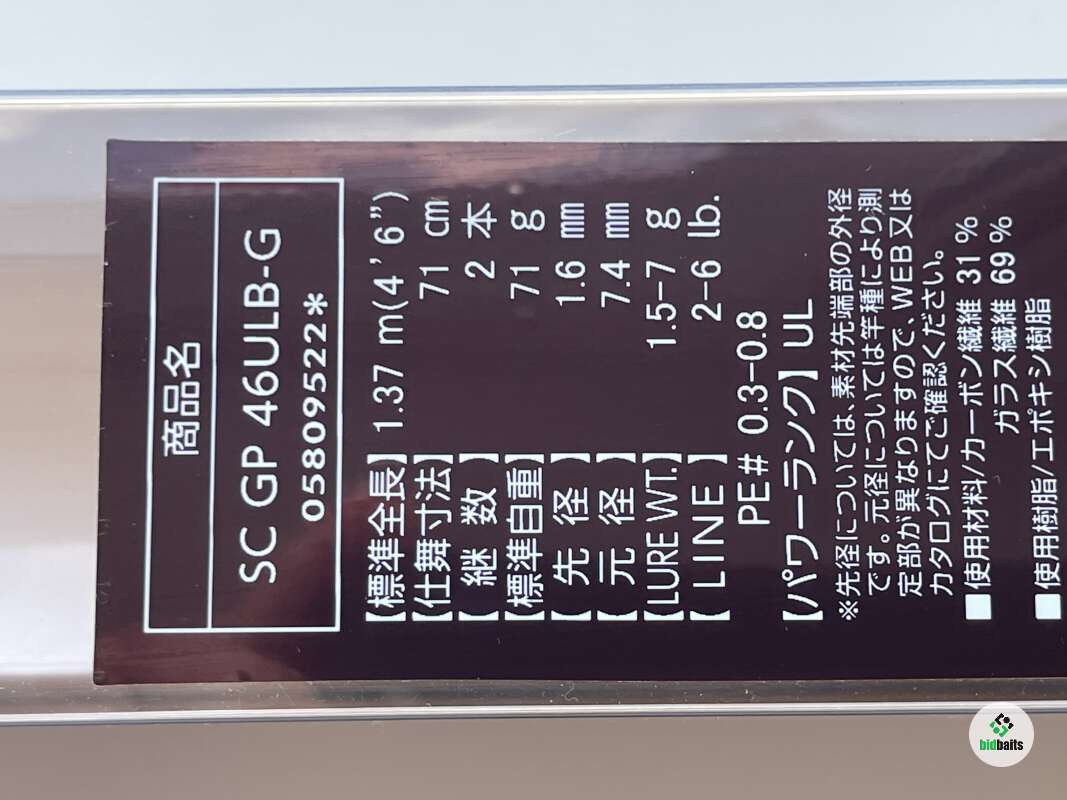 商品名
SC GP 46ULB-G
05809522*
【標準全長】 1.37 m(4'6")
【仕舞寸法】 71 cm
【継数】 2 本
【標準自重】 71 g
【先径】 1.6 mm
【元径】 7.4 mm
【LURE WT.】 1.5-7 g
【LINE】 2-6 lb.
PE# 0.3-0.8
【パワーランク】 UL
※先径については、素材先端部の外径
です。元径については竿種により測
定部が異なりますので、WEB又は
カタログにてご確認ください。
■使用材料/カーボン繊維 31 %
ガラス繊維 69 %
■使用樹脂/エポキシ樹脂
bidbaits